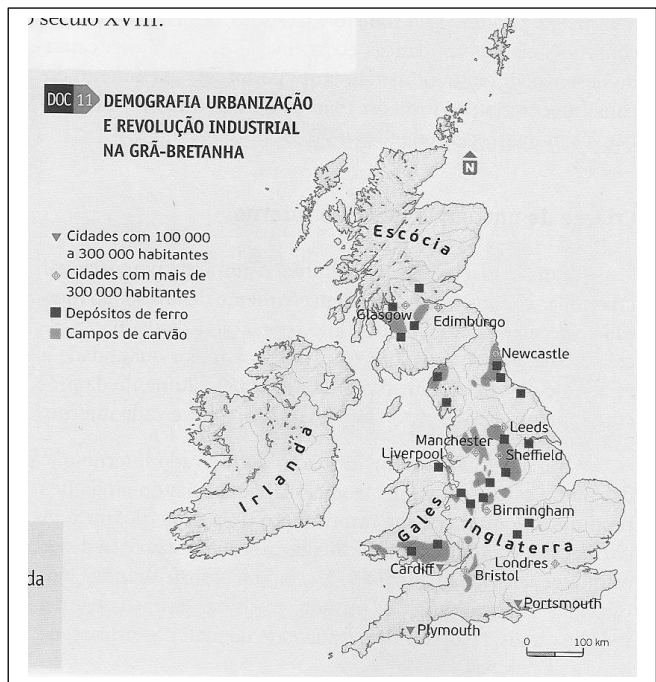 o século XVIII.
DOC 11 DEMOGRAFIA URBANIZAÇÃO
E REVOLUÇÃO INDUSTRIAL
NA GRÃ-BRETANHA
N
Cidades com 100 000
a 300 000 habitantes
Cidades com mais de
300 000 habitantes
Depósitos de ferro
Campos de carvão
Escócia
Glasgow
Edimburgo
Newcastle
Leeds
Manchester
Liverpool
Sheffield
Irlanda
Gales
Birmingham
Inglaterra
Londres
Cardiff
Bristol
da
Portsmouth
Plymouth
0 100 km